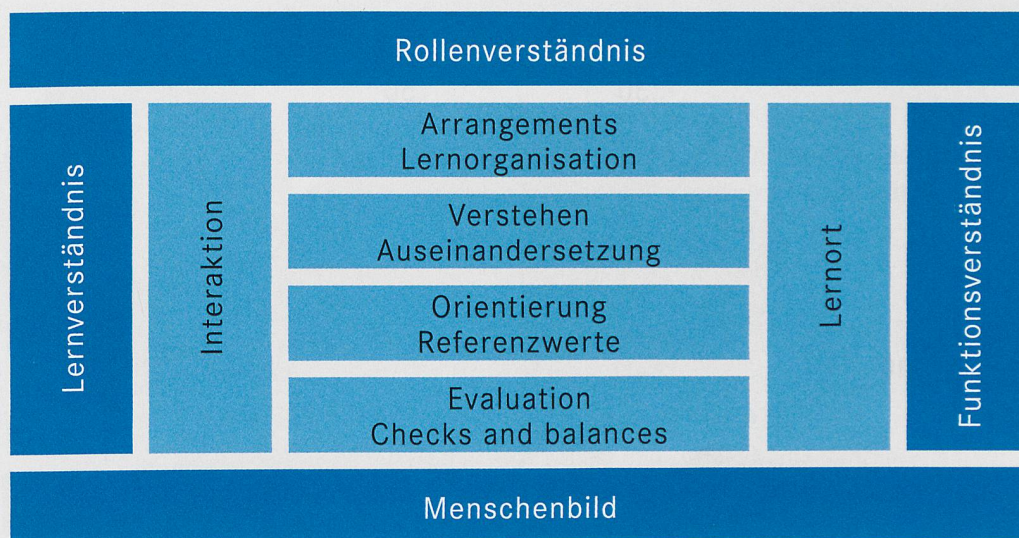 Rollenverständnis
Lernverständnis
Interaktion
Arrangements
Lernorganisation
Verstehen
Auseinandersetzung
Orientierung
Referenzwerte
Evaluation
Checks and balances
Lernort
Funktionsverständnis
Menschenbild